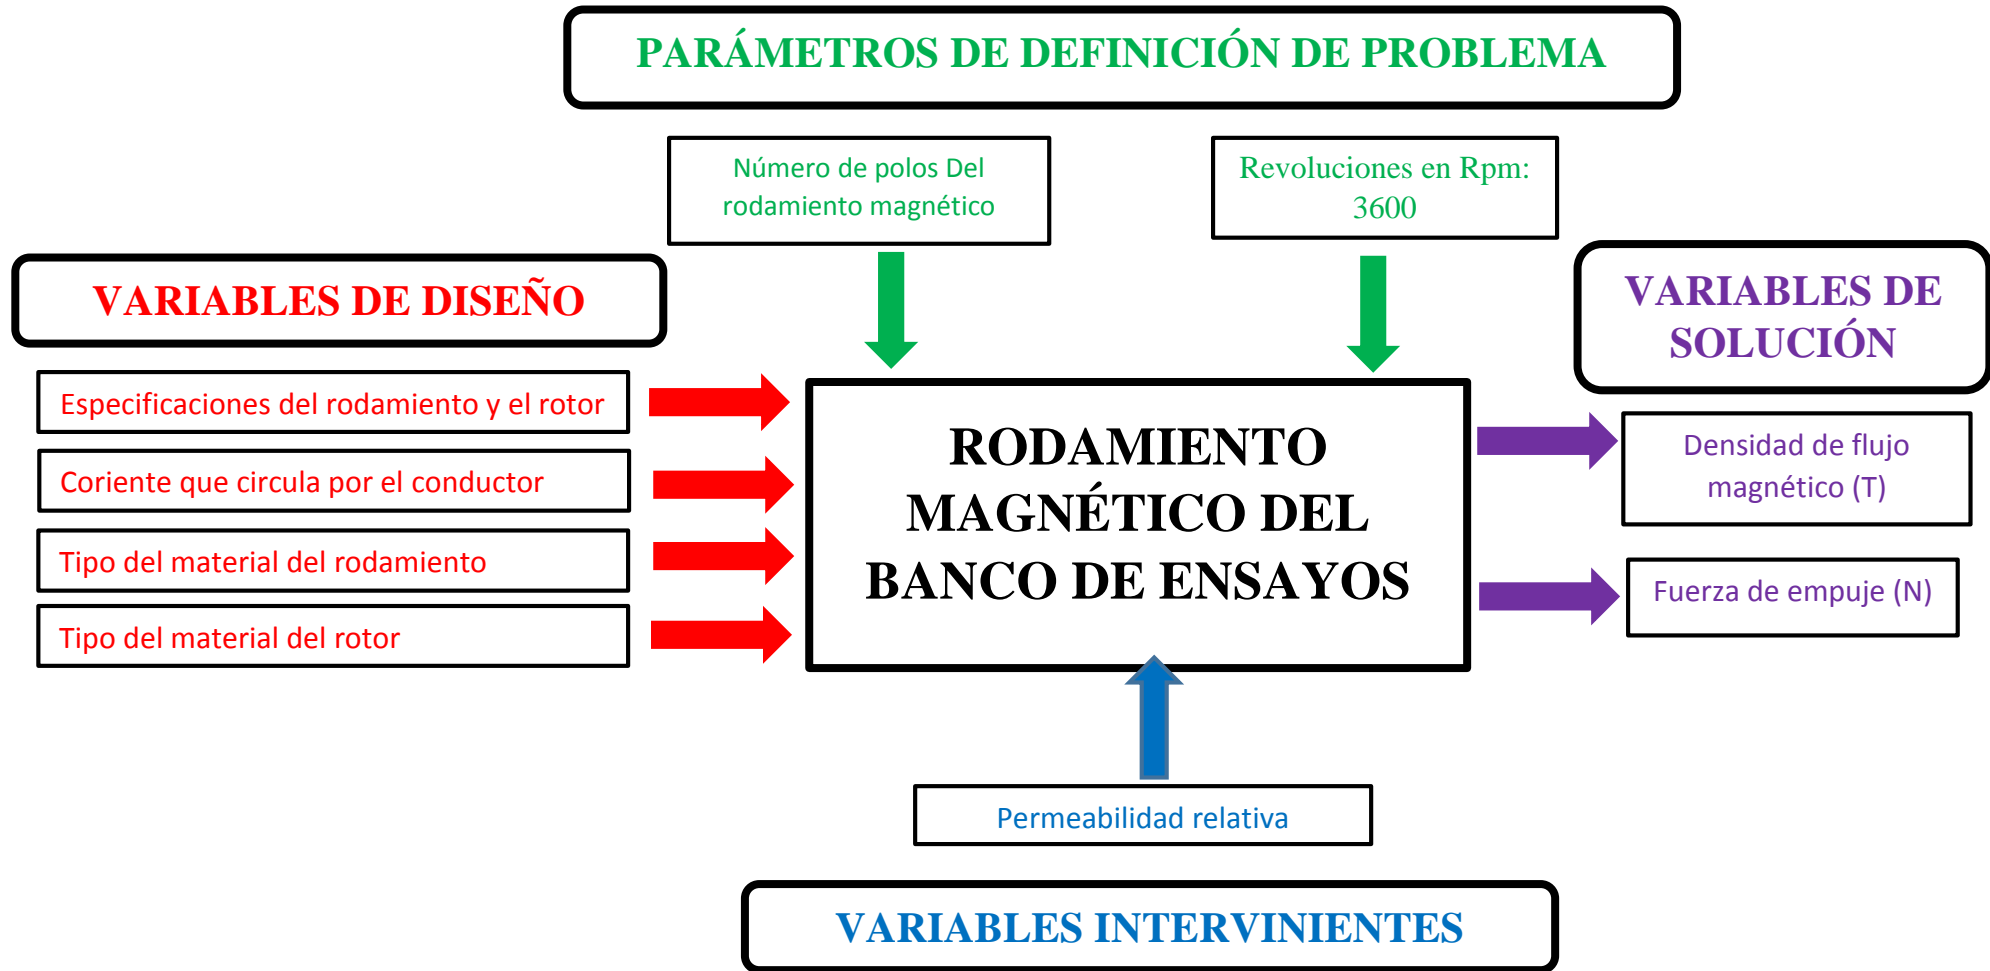 PARÁMETROS DE DEFINICIÓN DE PROBLEMA
Número de polos Del
rodamiento magnético
Revoluciones en Rpm:
3600
VARIABLES DE DISEÑO
Especificaciones del rodamiento y el rotor
Coriente que circula por el conductor
Tipo del material del rodamiento
Tipo del material del rotor
RODAMIENTO
MAGNÉTICO DEL
BANCO DE ENSAYOS
VARIABLES DE
SOLUCIÓN
Densidad de flujo
magnético (T)
Fuerza de empuje (N)
Permeabilidad relativa
VARIABLES INTERVINIENTES